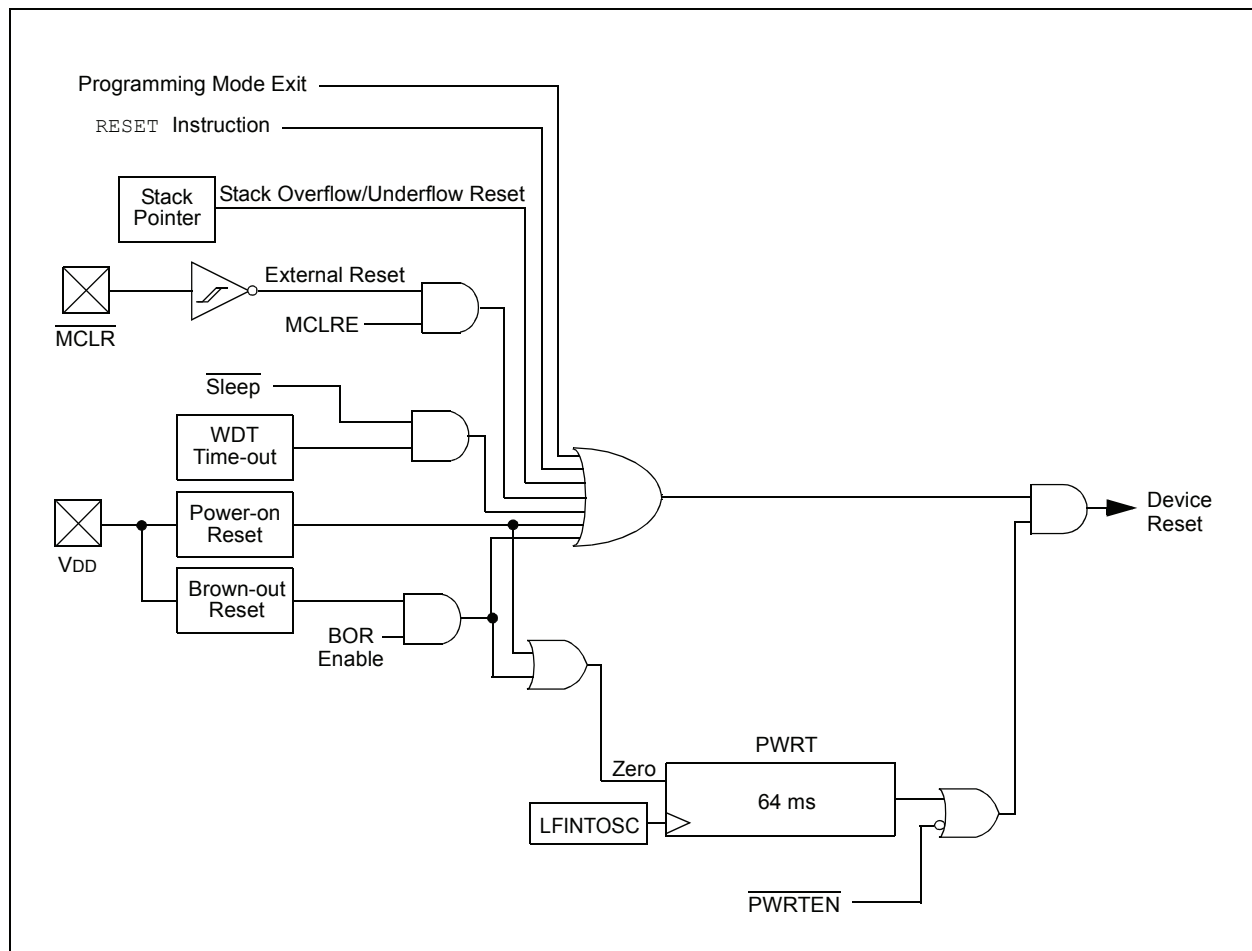 Programming Mode Exit
RESET Instruction
Stack
Pointer
Stack Overflow/Underflow Reset
External Reset
MCLR
MCLRE
Sleep
WDT
Time-out
VDD
Power-on
Reset
Brown-out
Reset
BOR
Enable
Device
Reset
PWRT
Zero
64 ms
LFINTOSC
PWRTEN